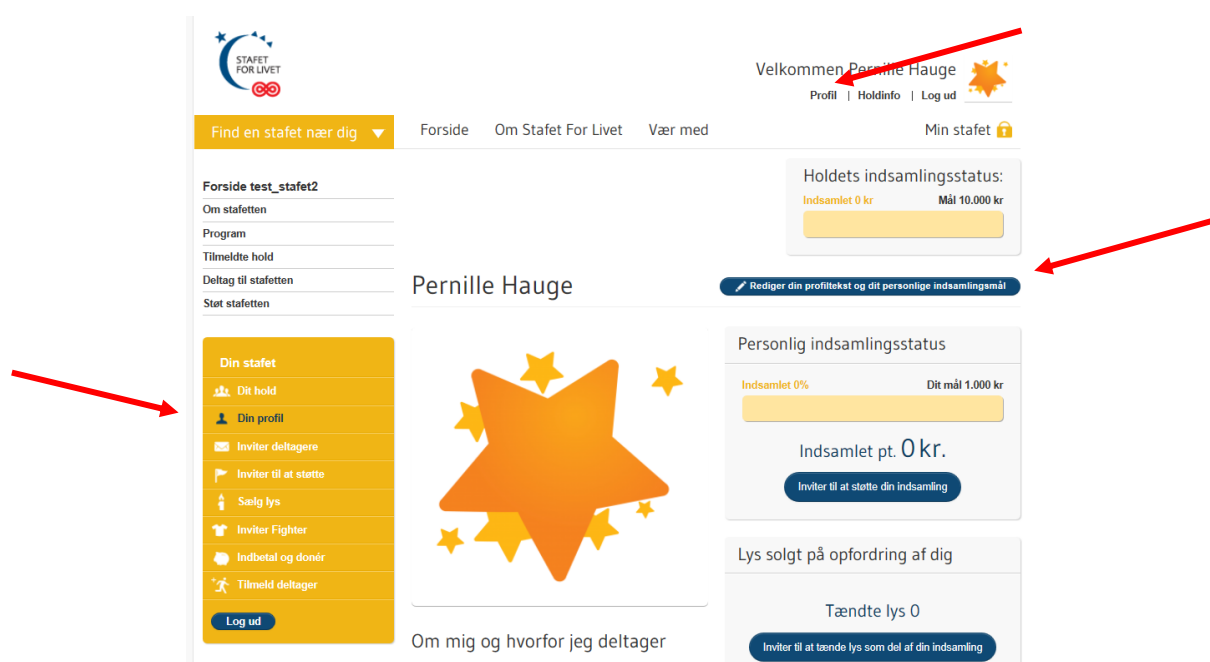 STAFET
FOR LIVET
Velkommen Pernille Hauge
Profil | Holdinfo | Log ud
Find en stafet nær dig
Forside
Om Stafet For Livet
Vær med
Min stafet
Holdets indsamlingsstatus:
Indsamlet 0 kr
Mål 10.000 kr
Forside test_stafet2
Om stafetten
Program
Tilmeldte hold
Deltag til stafetten
Støt stafetten
Pernille Hauge
Rediger din profiltekst og dit personlige indsamlingsmål
Din stafet
Dit hold
Din profil
Inviter deltagere
Inviter til at støtte
Sælg lys
Inviter Fighter
Indbetal og donér
Tilmeld deltager
Log ud
Personlig indsamlingsstatus
Indsamlet 0%
Dit mål 1.000 kr
Indsamlet pt. 0 kr.
Inviter til at støtte din indsamling
Lys solgt på opfordring af dig
Tændte lys 0
Inviter til at tænde lys som del af din indsamling
Om mig og hvorfor jeg deltager